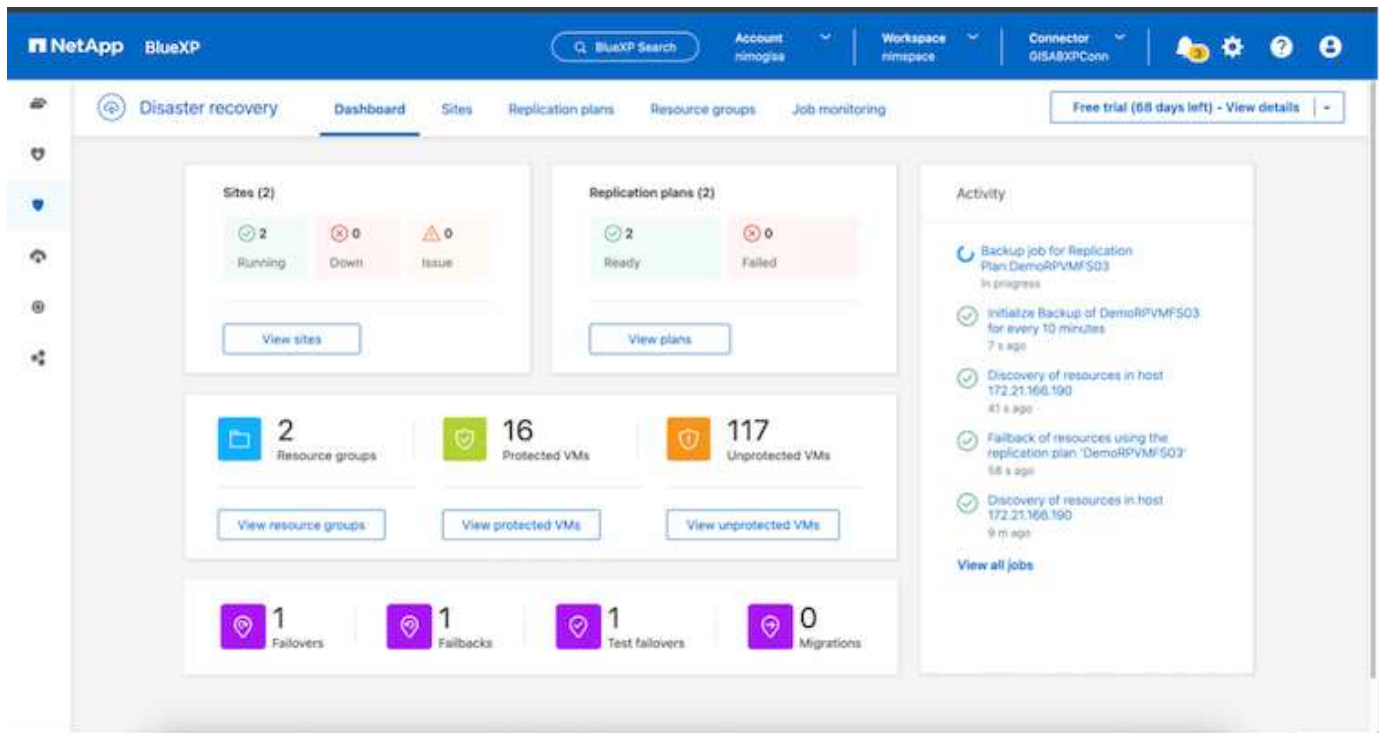 NetApp BlueXP
BlueXP Search
Account
nimogisa
Workspace
nimspace
Connector
GISABXPConn
3
Disaster recovery
Dashboard
Sites
Replication plans
Resource groups
Job monitoring
Free trial (68 days left) - View details
Sites (2)
2
Running
0
Down
0
Issue
View sites
Replication plans (2)
2
Ready
0
Failed
View plans
2
Resource groups
View resource groups
16
Protected VMs
View protected VMs
117
Unprotected VMs
View unprotected VMs
1
Failovers
1
Failbacks
1
Test failovers
0
Migrations
Activity
Backup job for Replication
Plan DemoRPVMFS03
In progress
Initialize Backup of DemoRPVMFS03
for every 10 minutes
7 s ago
Discovery of resources in host
172.21.166.190
41 s ago
Failback of resources using the
replication plan 'DemoRPVMFS03'
58 s ago
Discovery of resources in host
172.21.166.190
9 m ago
View all jobs